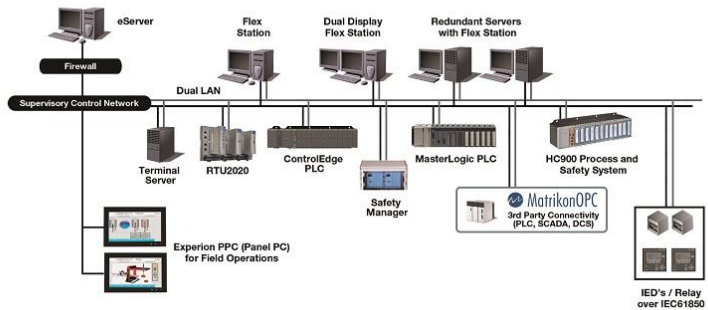 eServer
Flex
Station
Dual Display
Flex Station
Redundant Servers
with Flex Station
Firewall
Dual LAN
Supervisory Control Network
Terminal
Server
RTU2020
ControlEdge
PLC
Safety
Manager
MasterLogic PLC
HC900 Process and
Safety System
MatrikonOPC
3rd Party Connectivity
(PLC, SCADA, DCS)
Experion PPC (Panel PC)
for Field Operations
IED's / Relay
over IEC61850